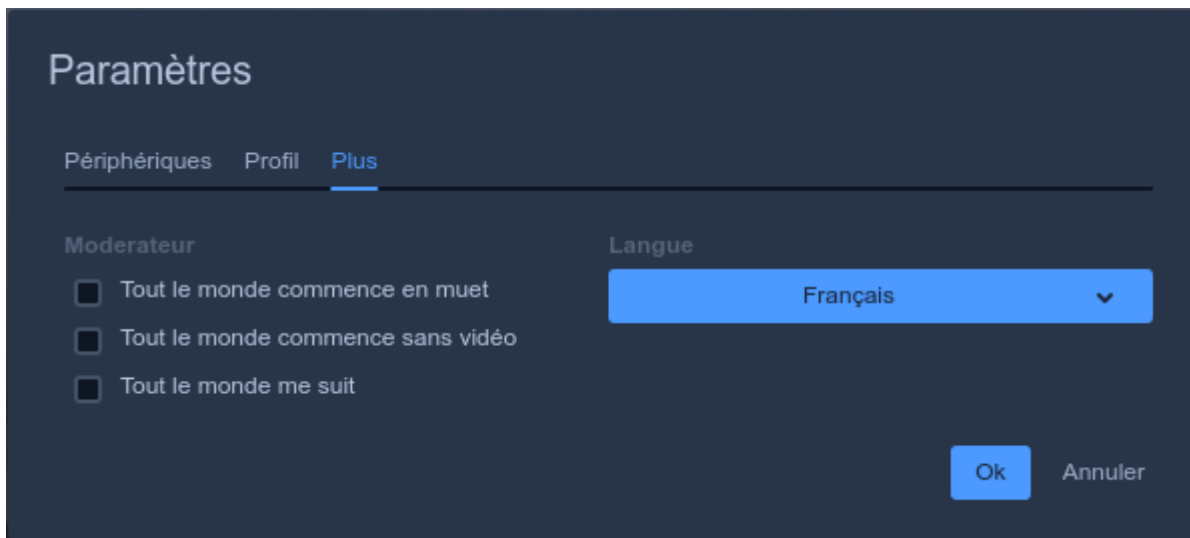 Paramètres
Périphériques Profil Plus
Moderateur
Tout le monde commence en muet
Tout le monde commence sans vidéo
Tout le monde me suit
Langue
Français
Ok Annuler